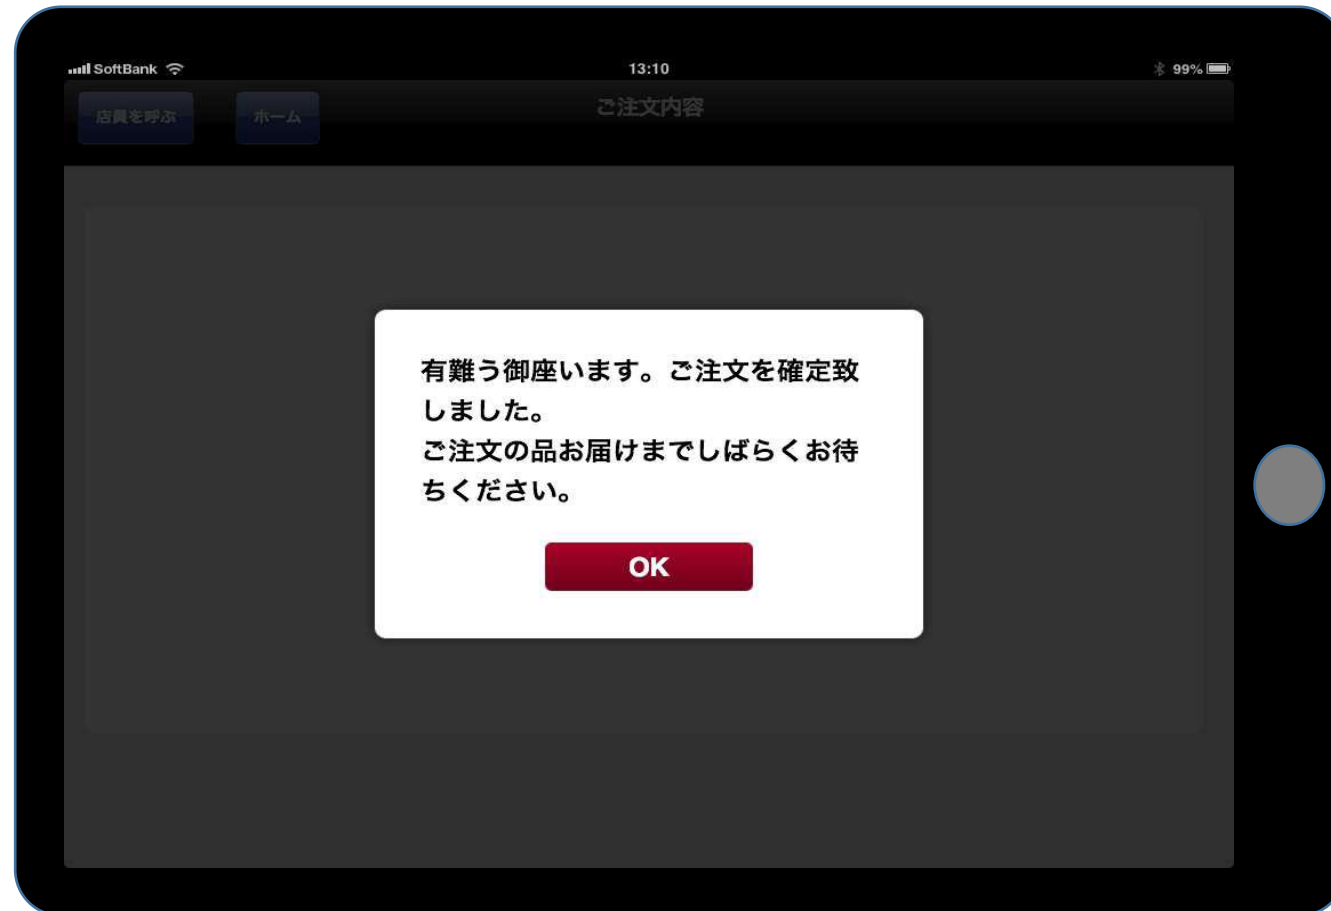 SoftBank 13:10 99%
店員を呼ぶ ホーム ご注文内容
有難う御座います。ご注文を確定致
しました。
ご注文の品お届けまでしばらくお待
ちください。
OK